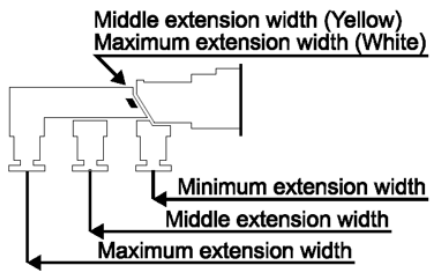 Middle extension width (Yellow)
Maximum extension width (White)
Minimum extension width
Middle extension width
Maximum extension width